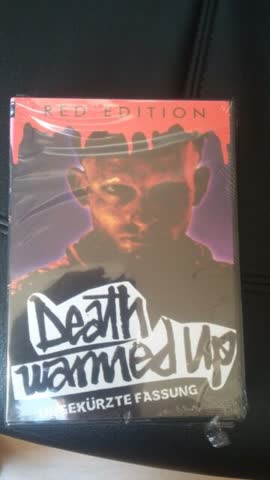 RED EDITION
Death
warmed up
UNGEKÜRZTE FASSUNG